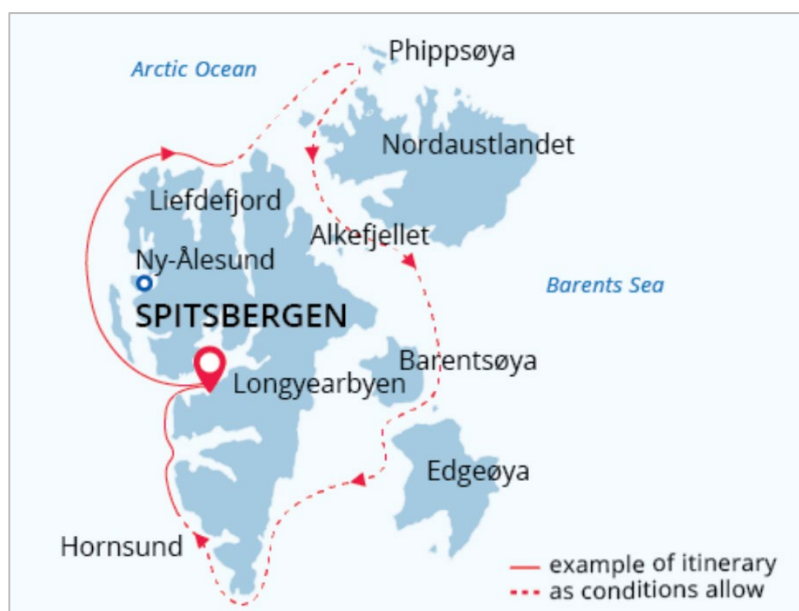 Phippsøya
Arctic Ocean
Nordaustlandet
Liefdefjord
Alkefjellet
Ny-Ålesund
Barents Sea
SPITSBERGEN
Barentsøya
Longyearbyen
Edgeøya
Hornsund
example of itinerary
as conditions allow